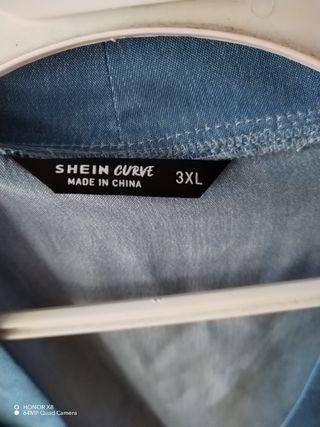 SHEIN CURVE
MADE IN CHINA
3XL
HONOR X8
64MP Quad Camera